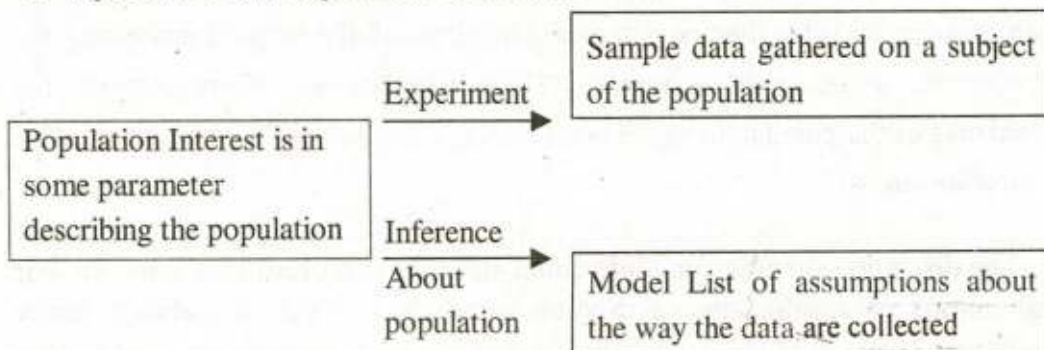 Experiment
Sample data gathered on a subject
of the population
Population Interest is in
some parameter
describing the population
Inference
About
population
Model List of assumptions about
the way the data are collected